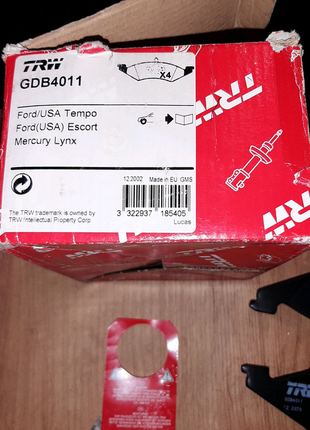 TRW
X4
GDB4011
Ford/USA Tempo
Ford(USA) Escort
Mercury Lynx
12.2002 Made in EU GMS
The TRW trademark is owned by
TRW Intellectual Property Corp
3 322937 185405
Lucas
TRW
TRW
TRW
GDB4011